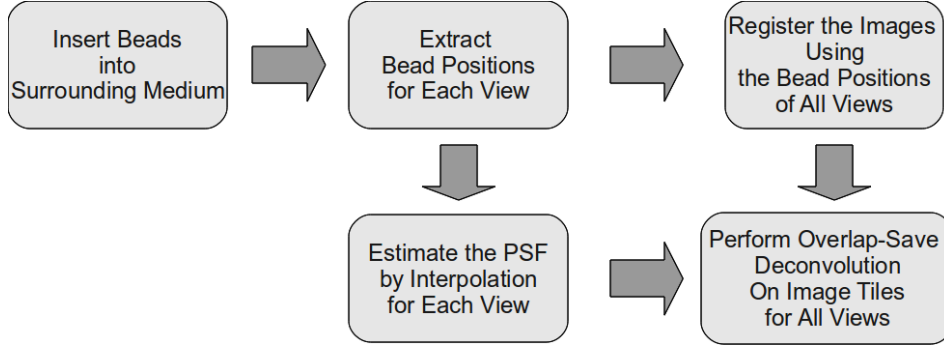 Insert Beads
into
Surrounding Medium
Extract
Bead Positions
for Each View
Register the Images
Using
the Bead Positions
of All Views
Estimate the PSF
by Interpolation
for Each View
Perform Overlap-Save
Deconvolution
On Image Tiles
for All Views